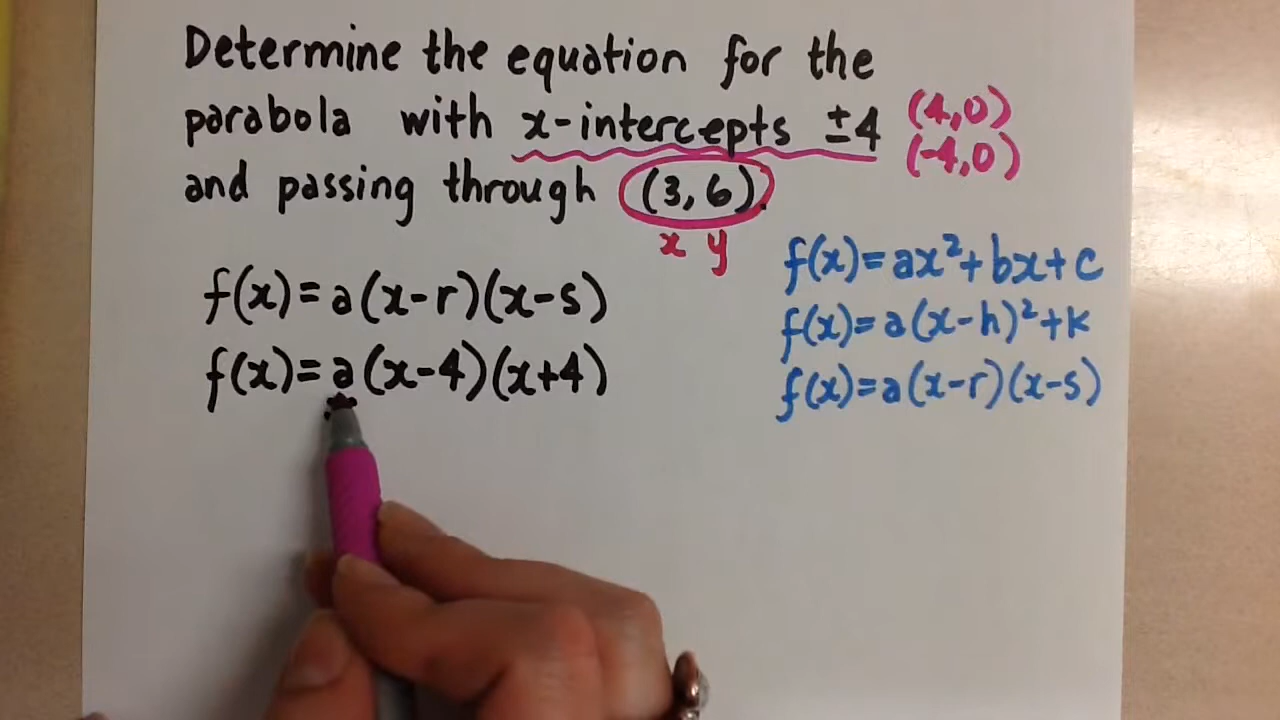 Determine the equation for the
parabola with x-intercepts ±4 (4,0)
(-4,0)
and passing through (3,6).
x y
f(x)=ax²+bx+c
f(x)=a(x-r)(x-s)
f(x)=a(x-h)²+k
f(x)=a(x-4)(x+4)
f(x)=a(x-r)(x-s)